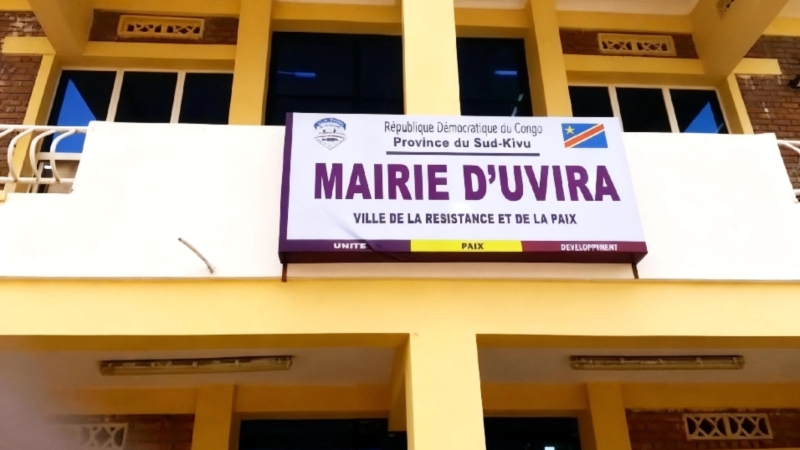 République Démocratique du Congo
Province du Sud-Kivu
MAIRIE D'UVIRA
VILLE DE LA RESISTANCE ET DE LA PAIX
UNITE PAIX DEVELOPPMENT